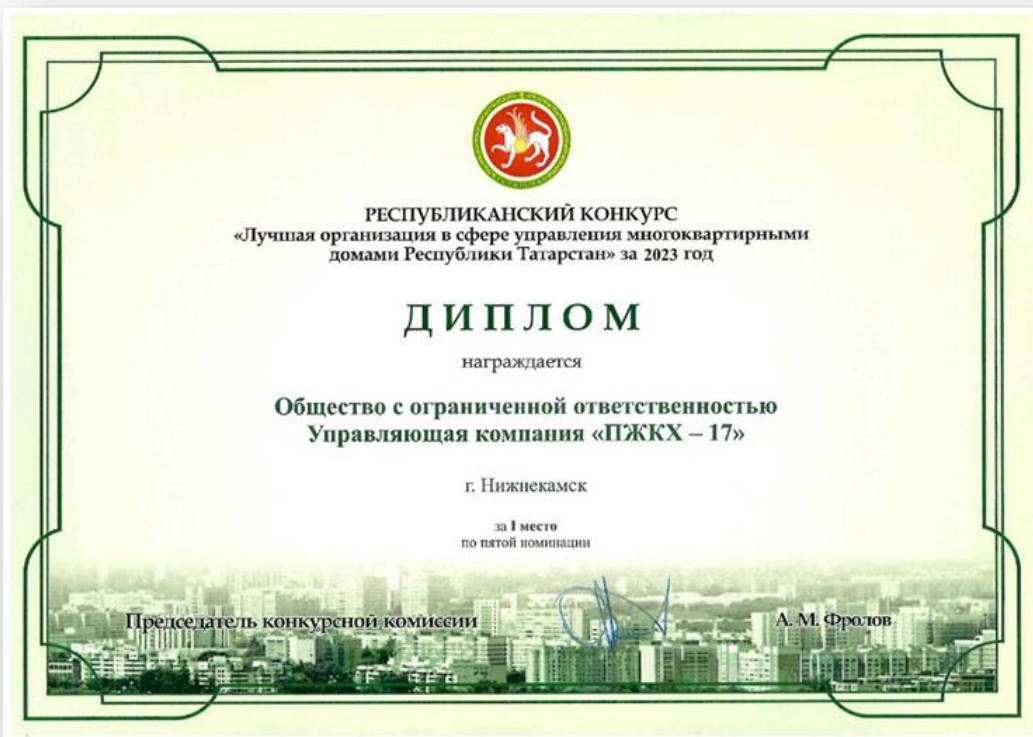 РЕСПУБЛИКАНСКИЙ КОНКУРС
«Лучшая организация в сфере управления многоквартирными
домами Республики Татарстан» за 2023 год
ДИПЛОМ
награждается
Общество с ограниченной ответственностью
Управляющая компания «ПЖКХ – 17»
г. Нижнекамск
за I место
по пятой номинации
Председатель конкурсной комиссии
А. М. Фролов